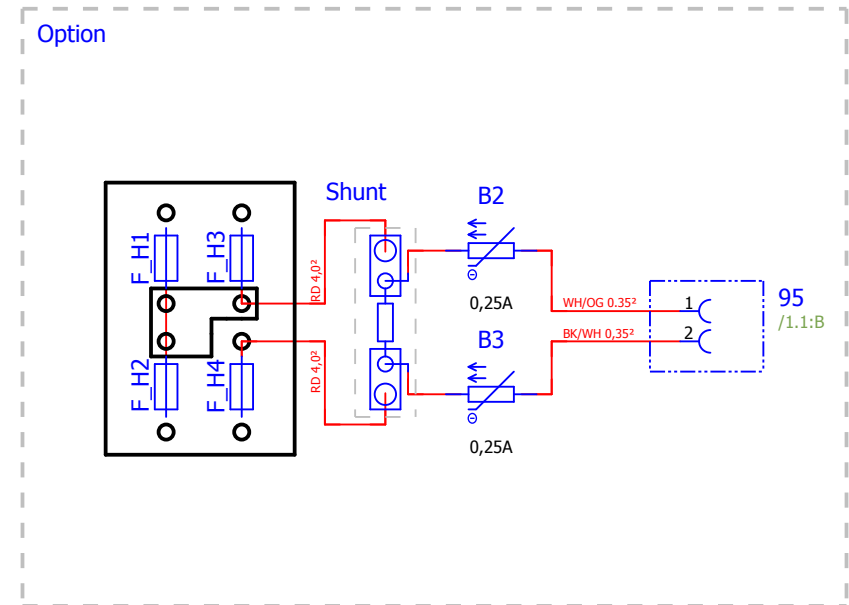 Option
Shunt
B2
F_H1
F_H3
RD 4,0²
0,25A
WH/OG 0.35²
1
95
/1.1:B
BK/WH 0,35²
2
B3
F_H2
F_H4
RD 4,0²
0,25A